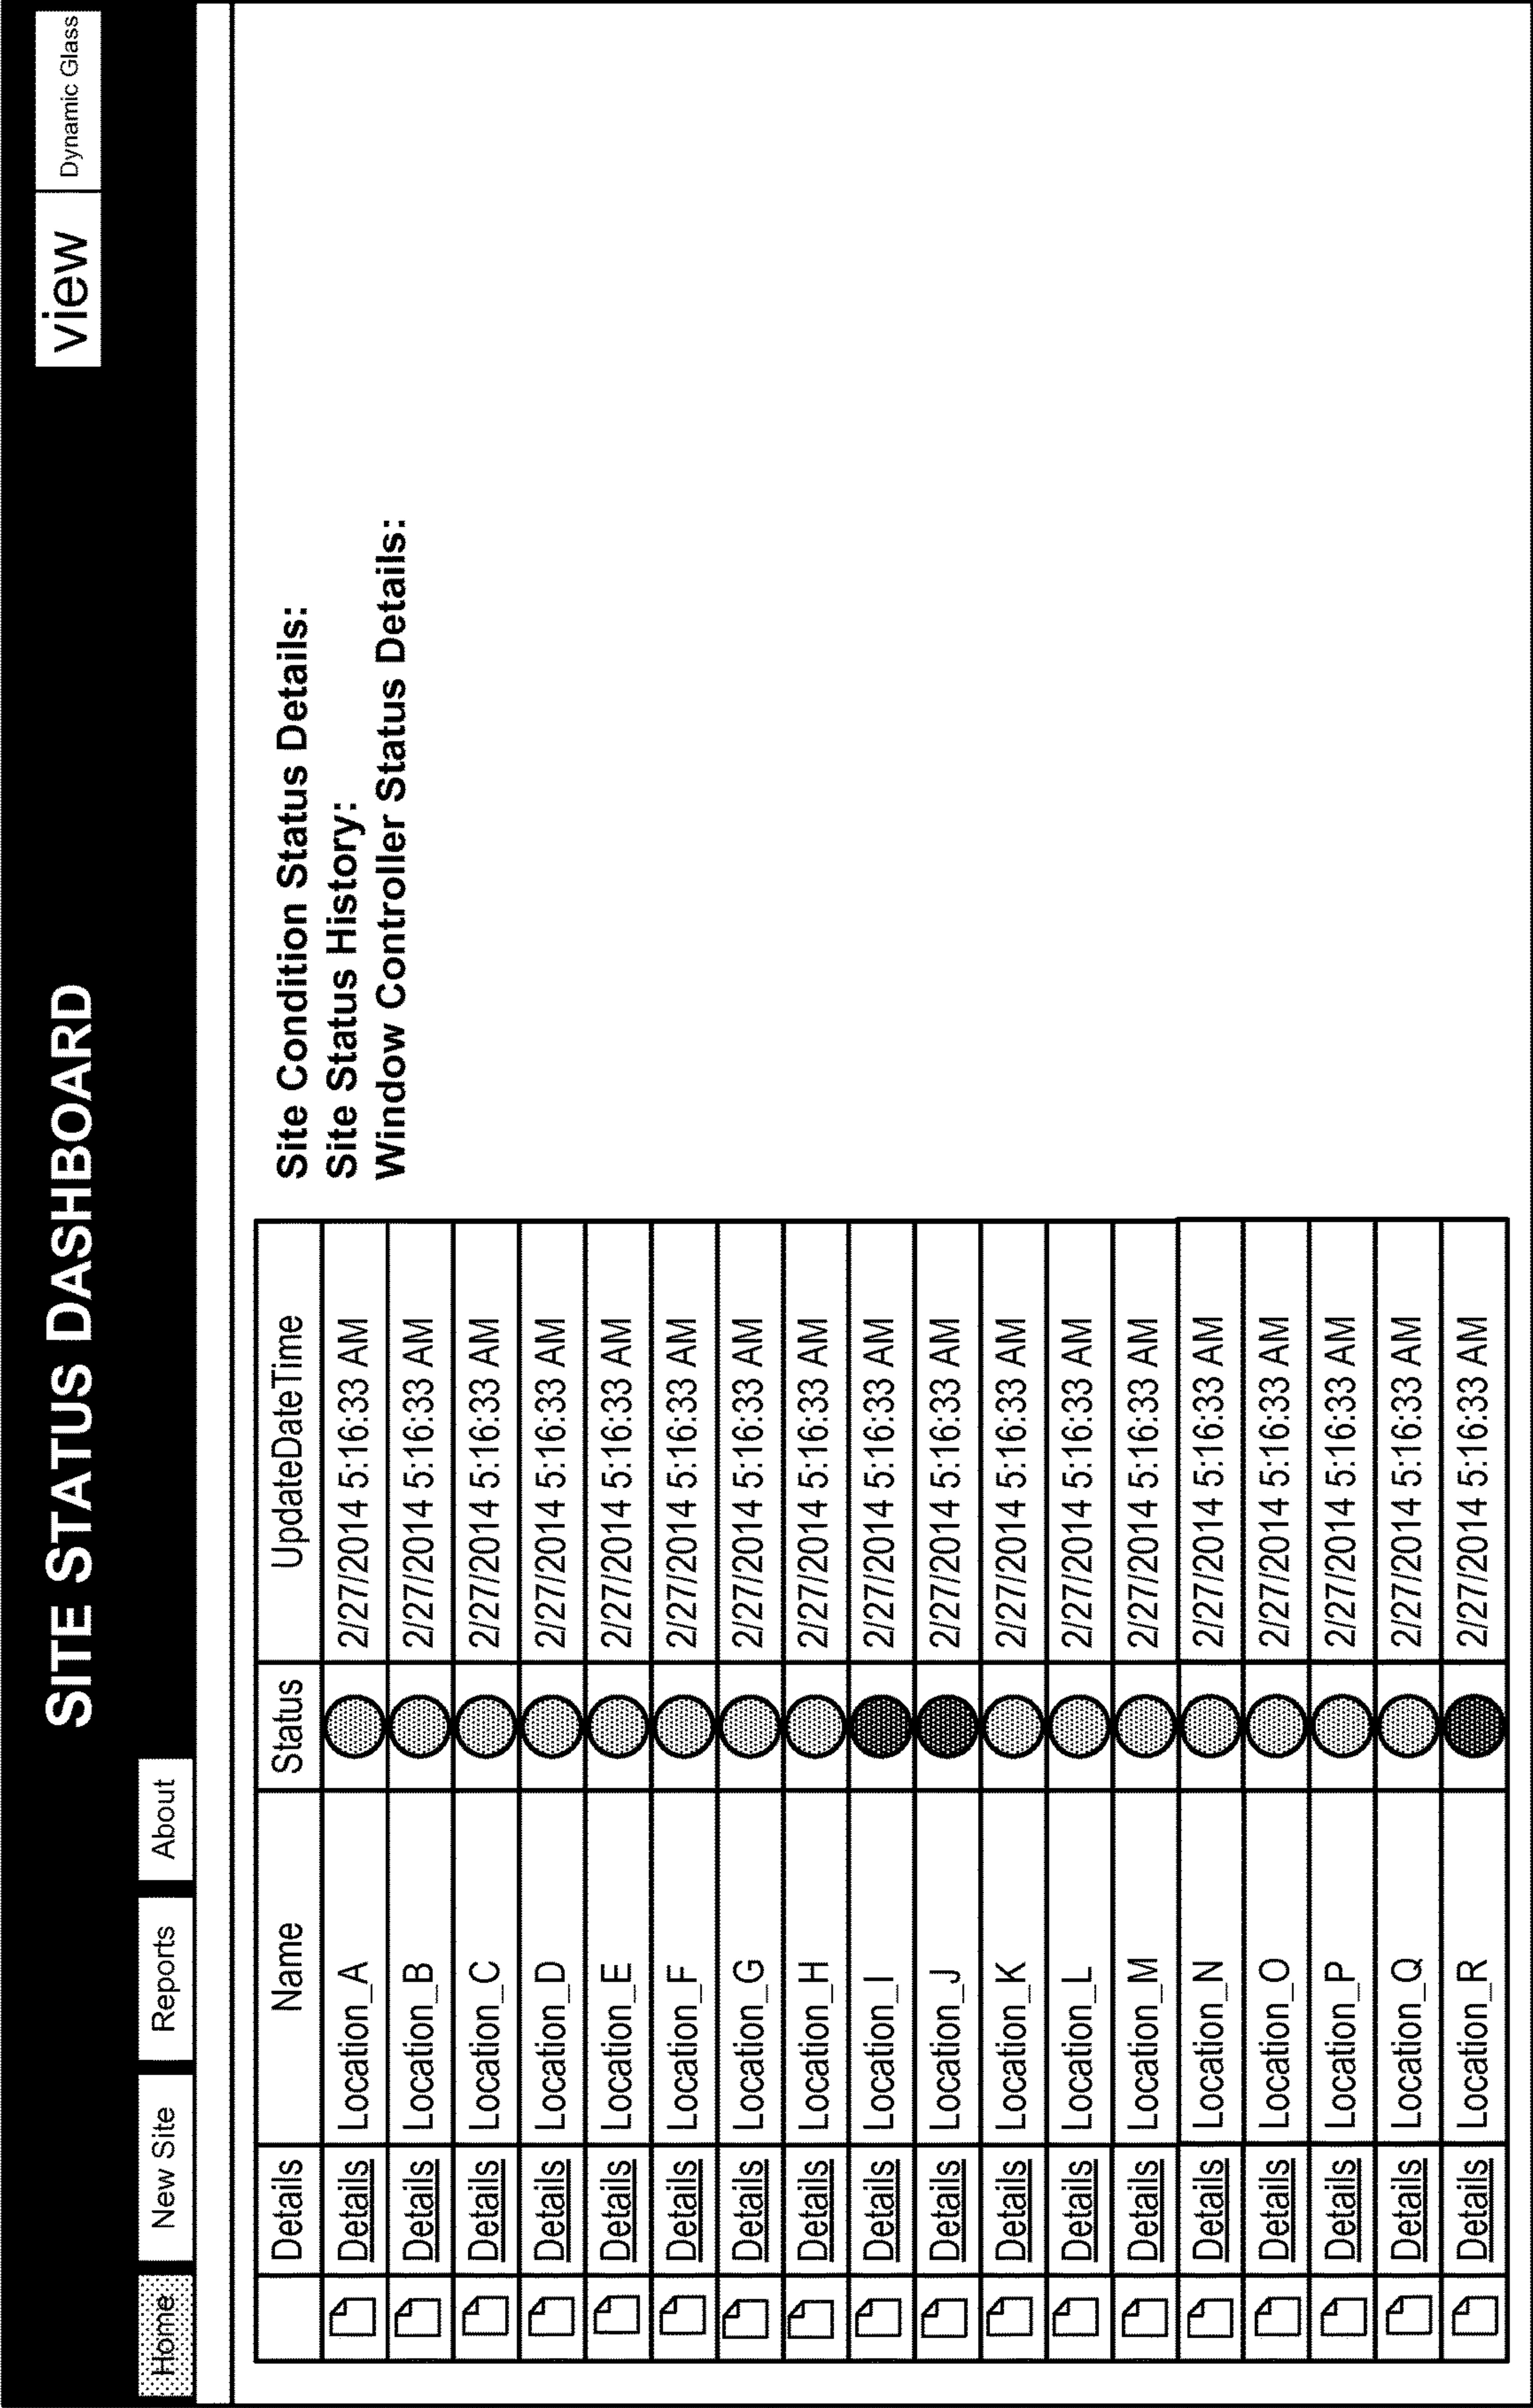 SITE STATUS DASHBOARD
view Dynamic Glass
Home New Site Reports About
Details Name Status UpdateDateTime
Details Location_A 2/27/2014 5:16:33 AM
Details Location_B 2/27/2014 5:16:33 AM
Details Location_C 2/27/2014 5:16:33 AM
Details Location_D 2/27/2014 5:16:33 AM
Details Location_E 2/27/2014 5:16:33 AM
Details Location_F 2/27/2014 5:16:33 AM
Details Location_G 2/27/2014 5:16:33 AM
Details Location_H 2/27/2014 5:16:33 AM
Details Location_I 2/27/2014 5:16:33 AM
Details Location_J 2/27/2014 5:16:33 AM
Details Location_K 2/27/2014 5:16:33 AM
Details Location_L 2/27/2014 5:16:33 AM
Details Location_M 2/27/2014 5:16:33 AM
Details Location_N 2/27/2014 5:16:33 AM
Details Location_O 2/27/2014 5:16:33 AM
Details Location_P 2/27/2014 5:16:33 AM
Details Location_Q 2/27/2014 5:16:33 AM
Details Location_R 2/27/2014 5:16:33 AM
Site Condition Status Details:
Site Status History:
Window Controller Status Details: